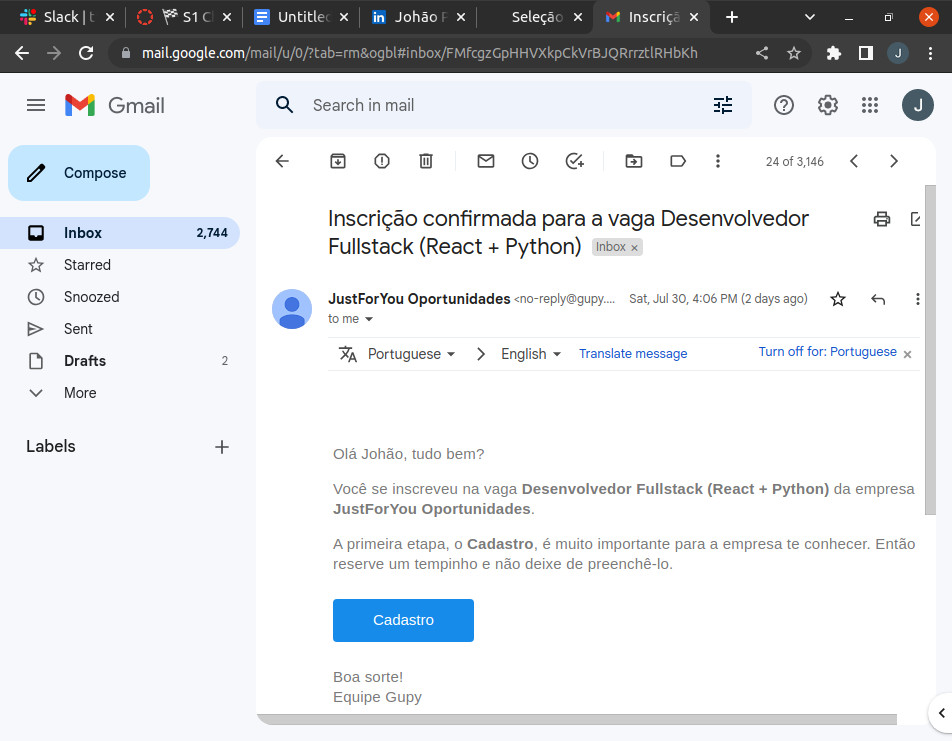 Slack | t
S1 C
Untitled
Johão P
Seleção
Inscriçã
mail.google.com/mail/u/0/?tab=rm&ogbl#inbox/FMfcgzGpHHVXkpCkVrBJQRrrztlRHbKh
J
Gmail
Search in mail
J
Compose
24 of 3,146
Inbox 2,744
Starred
Snoozed
Sent
Drafts 2
More
Labels
Inscrição confirmada para a vaga Desenvolvedor
Fullstack (React + Python) Inbox x
JustForYou Oportunidades <no-reply@gupy.... Sat, Jul 30, 4:06 PM (2 days ago)
to me
Portuguese > English Translate message Turn off for: Portuguese x
Olá Johão, tudo bem?
Você se inscreveu na vaga Desenvolvedor Fullstack (React + Python) da empresa
JustForYou Oportunidades.
A primeira etapa, o Cadastro, é muito importante para a empresa te conhecer. Então
reserve um tempinho e não deixe de preenchê-lo.
Cadastro
Boa sorte!
Equipe Gupy